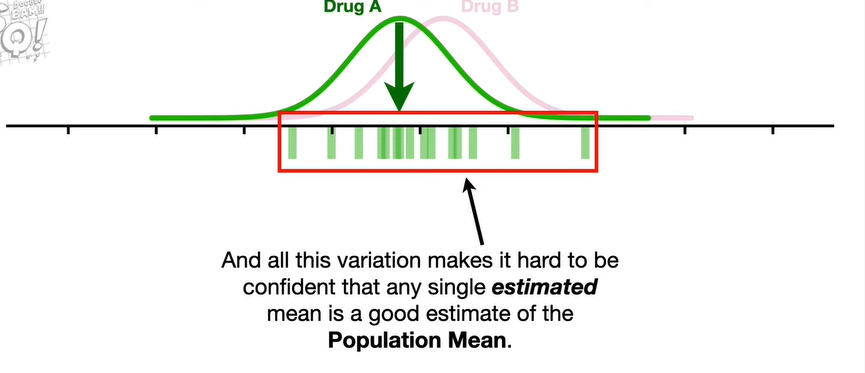 Drug A Drug B
And all this variation makes it hard to be
confident that any single estimated
mean is a good estimate of the
Population Mean.